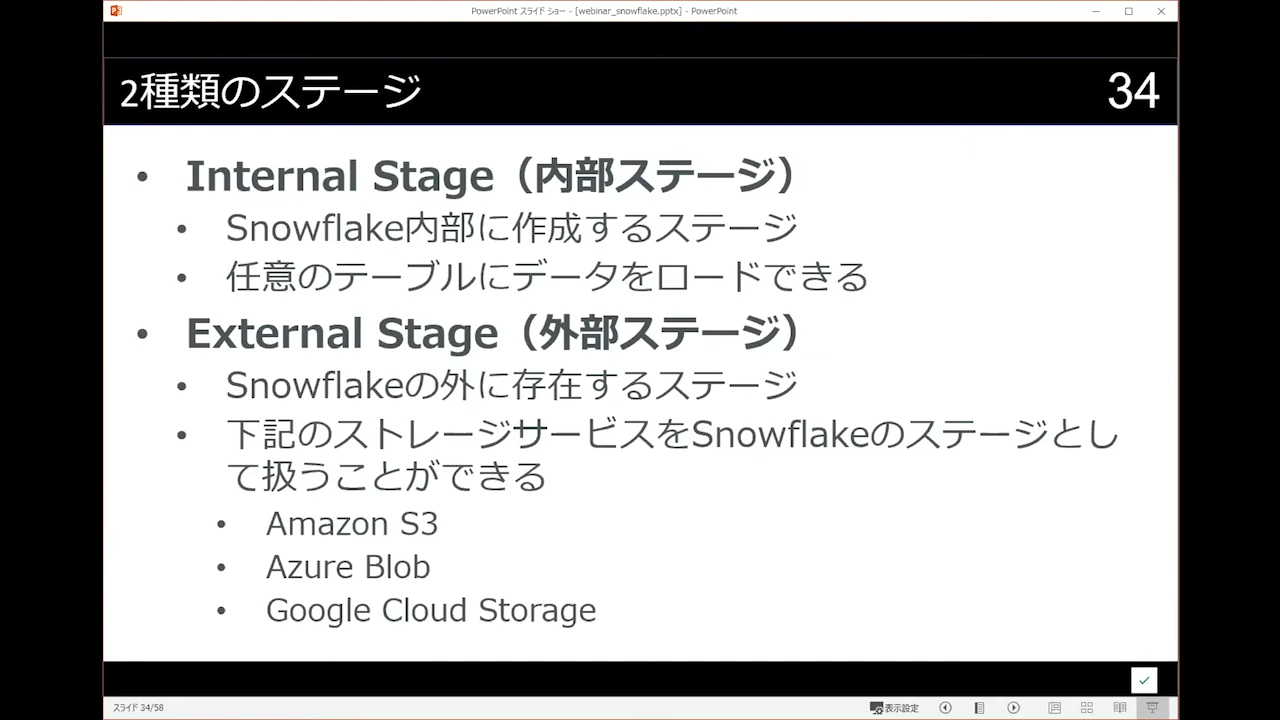 PowerPoint スライド ショー - [webinar_snowflake.pptx] - PowerPoint
2種類のステージ
34
• Internal Stage（内部ステージ）
• Snowflake内部に作成するステージ
• 任意のテーブルにデータをロードできる
• External Stage（外部ステージ）
• Snowflakeの外に存在するステージ
• 下記のストレージサービスをSnowflakeのステージとし
て扱うことができる
• Amazon S3
• Azure Blob
• Google Cloud Storage
スライド 34/58
表示設定